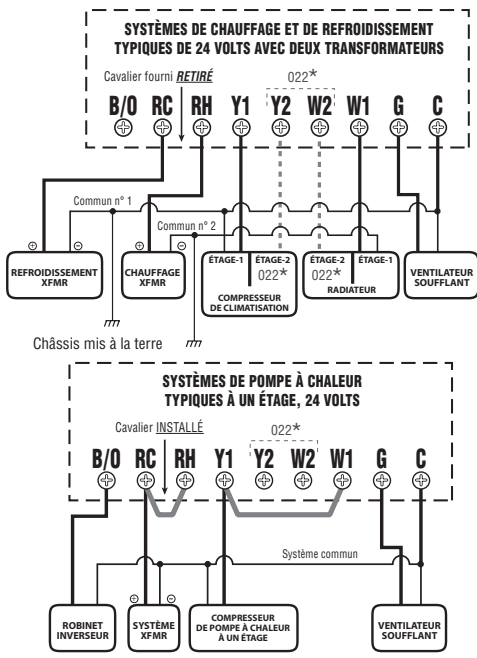 SYSTÈMES DE CHAUFFAGE ET DE REFROIDISSEMENT
TYPIQUES DE 24 VOLTS AVEC DEUX TRANSFORMATEURS
Cavalier fourni RETIRÉ
022*
B/O RC RH Y1 Y2 W2 W1 G C
Commun n° 1
Commun n° 2
+ - + -
REFROIDISSEMENT
XFMR
CHAUFFAGE
XFMR
ÉTAGE-1 ÉTAGE-2
022*
COMPRESSEUR
DE CLIMATISATION
ÉTAGE-2 ÉTAGE-1
022*
RADIATEUR
VENTILATEUR
SOUFFLANT
Châssis mis à la terre
SYSTÈMES DE POMPE À CHALEUR
TYPIQUES À UN ÉTAGE, 24 VOLTS
Cavalier INSTALLÉ
022*
B/O RC RH Y1 Y2 W2 W1 G C
Système commun
+ -
ROBINET
INVERSEUR
SYSTÈME
XFMR
COMPRESSEUR
DE POMPE À CHALEUR
À UN ÉTAGE
VENTILATEUR
SOUFFLANT